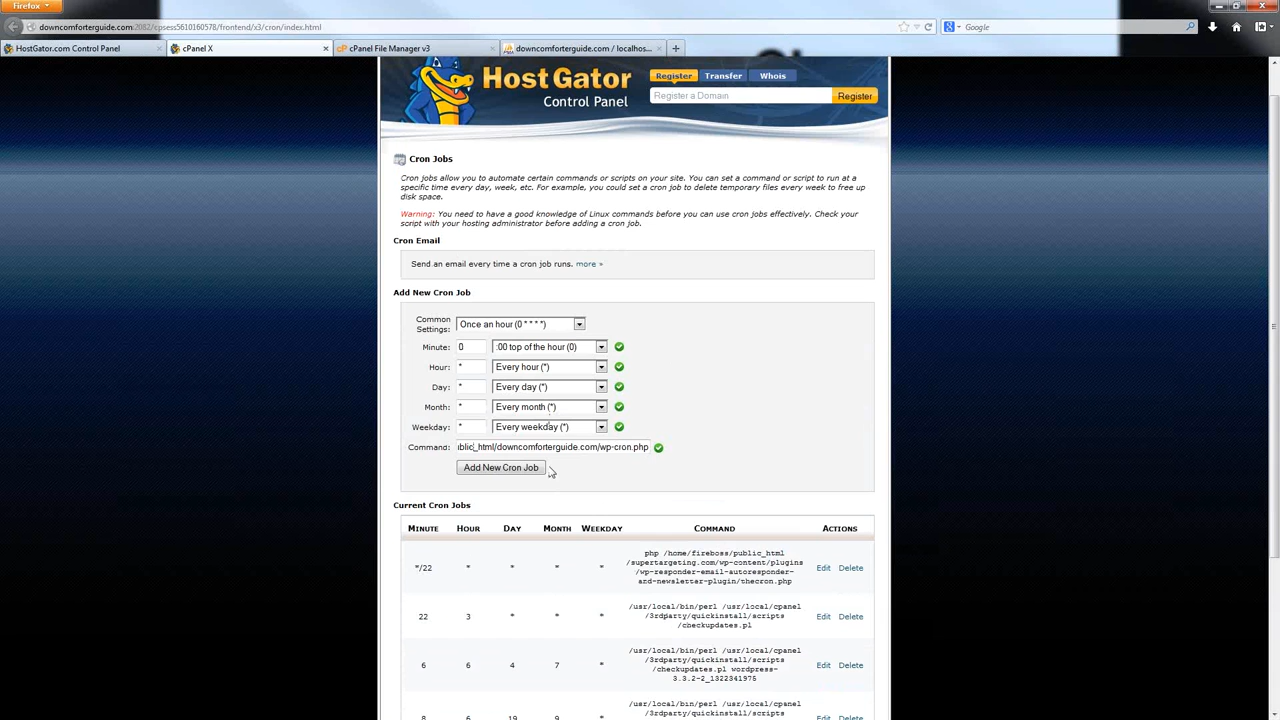 Firefox
downcomforterguide.com:2082/cpsess5610160578/frontend/x3/cron/index.html
Google
HostGator.com Control Panel
cPanel X
cPanel File Manager v3
downcomforterguide.com / localhos...
HostGator
Control Panel
Register
Transfer
Whois
Register a Domain
Register
Cron Jobs
Cron jobs allow you to automate certain commands or scripts on your site. You can set a command or script to run at
a specific time every day, week, etc. For example, you could set a cron job to delete temporary files every week to free up
disk space.
Warning: You need to have a good knowledge of Linux commands before you can use cron jobs effectively. Check your
script with your hosting administrator before adding a cron job.
Cron Email
Send an email every time a cron job runs. more »
Add New Cron Job
Common
Settings:
Once an hour (0 * * * *)
Minute: 0 :00 top of the hour (0)
Hour: * Every hour (*)
Day: * Every day (*)
Month: * Every month (*)
Weekday: * Every weekday (*)
Command: ublic_html/downcomforterguide.com/wp-cron.php
Add New Cron Job
Current Cron Jobs
MINUTE HOUR DAY MONTH WEEKDAY COMMAND ACTIONS
*/22 * * * *
php /home/fireboss/public_html
/supertargeting.com/wp-content/plugins
/wp-responder-email-autoresponder-
and-newsletter-plugin/thecron.php
Edit Delete
22 3 * * *
/usr/local/bin/perl /usr/local/cpanel
/3rdparty/quickinstall/scripts
/checkupdates.pl
Edit Delete
6 6 4 7 *
/usr/local/bin/perl /usr/local/cpanel
/3rdparty/quickinstall/scripts
/checkupdates.pl wordpress-
3.3.2-2_1322341975
Edit Delete
8 6 19 9 *
/usr/local/bin/perl /usr/local/cpanel
/3rdparty/quickinstall/scripts
Edit Delete